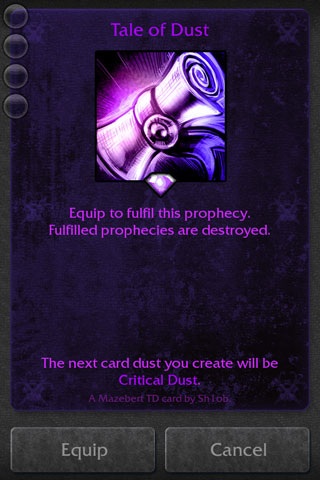 Tale of Dust
Equip to fulfil this prophecy.
Fulfilled prophecies are destroyed.
The next card dust you create will be
Critical Dust.
A Mazebert TD card by Sh1ob.
Equip
Cancel